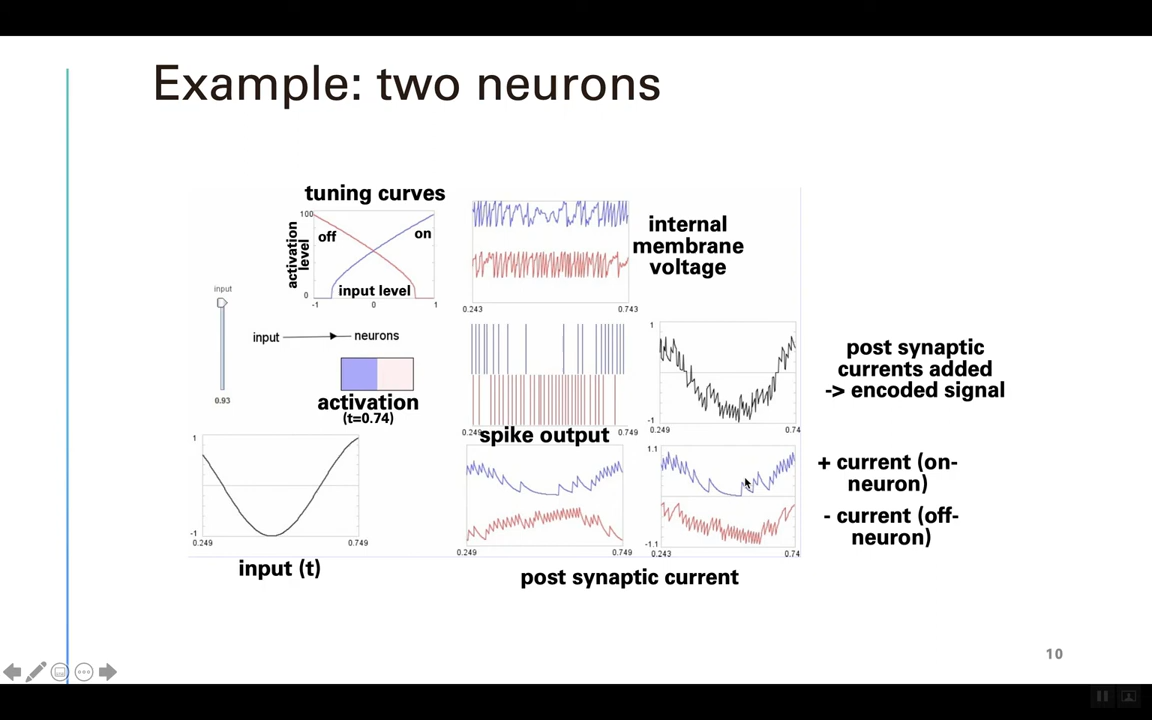 Example: two neurons
tuning curves
100
activation
level
off
on
0
input level
-1
0
1
internal
membrane
voltage
0.243
0.743
input
input
neurons
0.93
activation
(t=0.74)
0.249
0.749
spike output
1
-1
0.249
0.74
post synaptic
currents added
-> encoded signal
1
-1
0.249
0.749
input (t)
0.249
0.749
1.1
-1.1
0.243
0.74
post synaptic current
+ current (on-
neuron)
- current (off-
neuron)
10